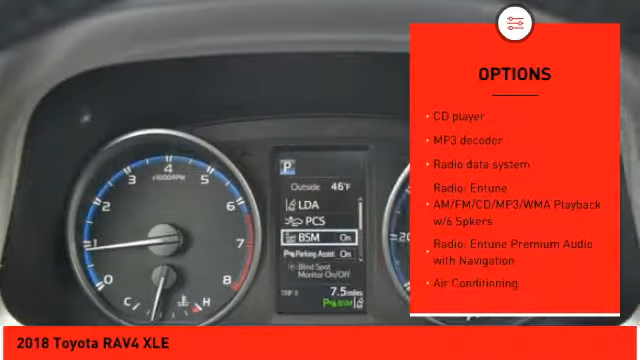 OPTIONS
CD player
MP3 decoder
Radio data system
Radio: Entune
AM/FM/CD/MP3/WMA Playback
w/6 Spkers
Radio: Entune Premium Audio
with Navigation
Air Conditioning
P
Outside 46°F
LDA
PCS
BSM On
Parking Assist On
Blind Spot
Monitor On/Off
TRIP A 7.5 miles
BSM
0 1 2 3 4 5 6 7 8
x1000RPM
C H
20
2018 Toyota RAV4 XLE